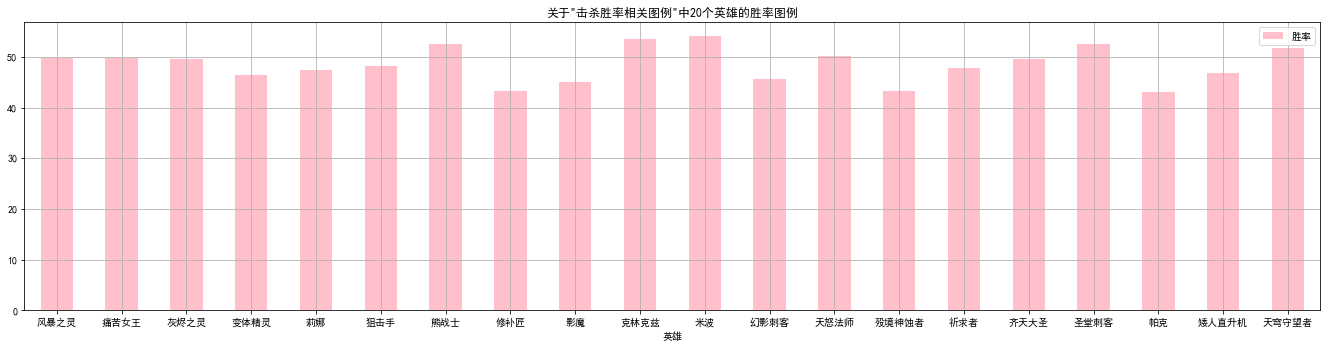 关于"击杀胜率相关图例"中20个英雄的胜率图例
胜率
50
40
30
20
10
0
风暴之灵 痛苦女王 灰烬之灵 变体精灵 莉娜 狙击手 熊战士 修补匠 影魔 克林克兹 米波 幻影刺客 天怒法师 殁境神蚀者 祈求者 齐天大圣 圣堂刺客 帕克 矮人直升机 天穹守望者
英雄